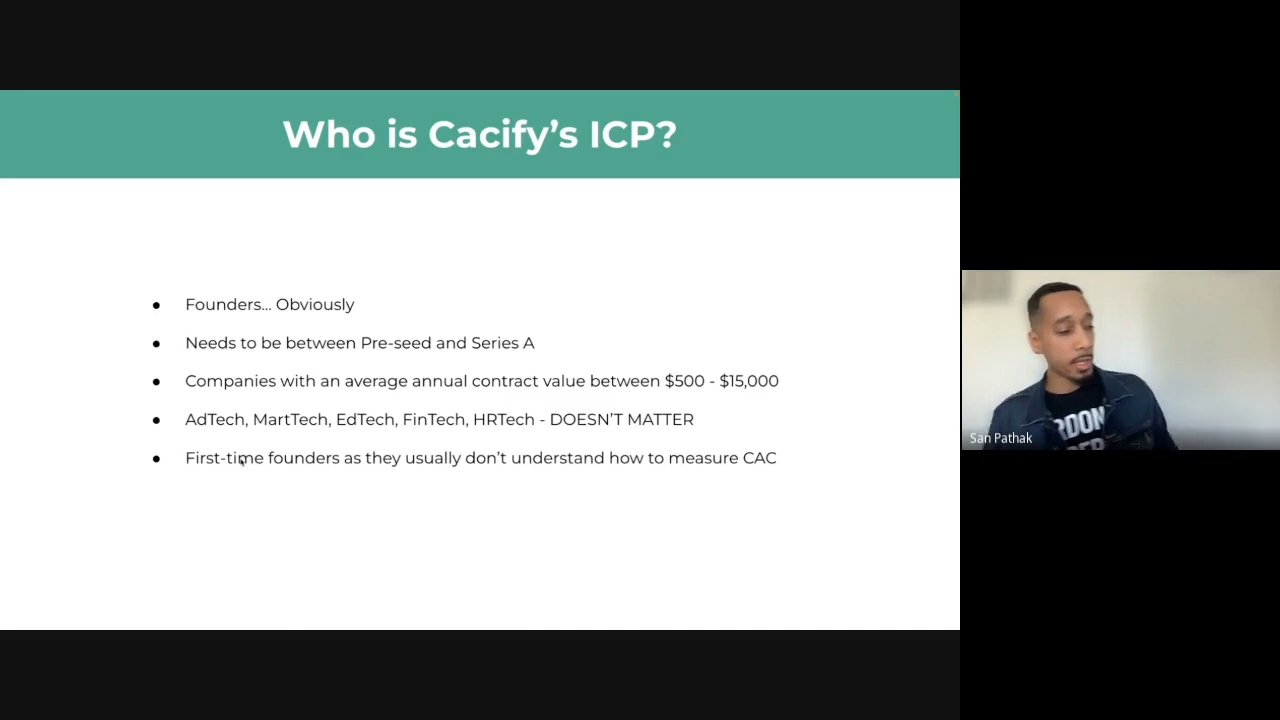 Who is Cacify’s ICP?
● Founders... Obviously
● Needs to be between Pre-seed and Series A
● Companies with an average annual contract value between $500 - $15,000
● AdTech, MartTech, EdTech, FinTech, HRTech - DOESN’T MATTER
● First-time founders as they usually don’t understand how to measure CAC
RDON
San Pathak